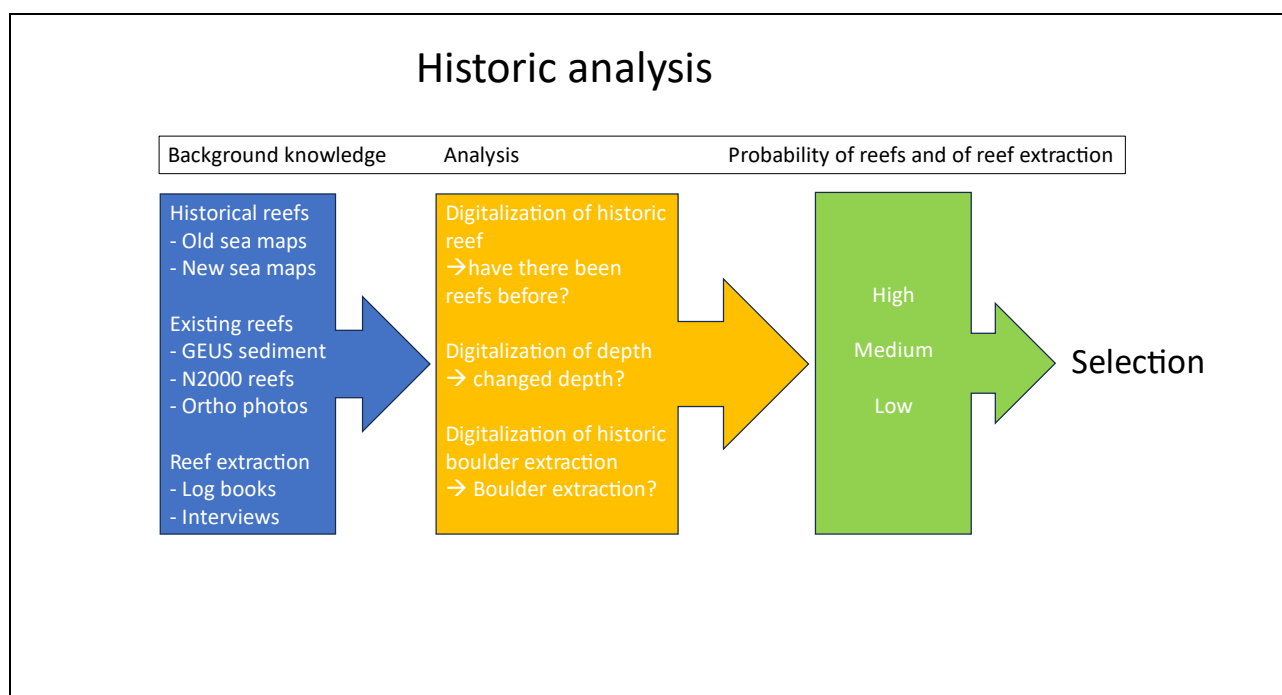 Historic analysis
Background knowledge
Analysis
Probability of reefs and of reef extraction
Historical reefs
- Old sea maps
- New sea maps
Existing reefs
- GEUS sediment
- N2000 reefs
- Ortho photos
Reef extraction
- Log books
- Interviews
Digitalization of historic
reef
→have there been
reefs before?
Digitalization of depth
→ changed depth?
Digitalization of historic
boulder extraction
→ Boulder extraction?
High
Medium
Low
Selection